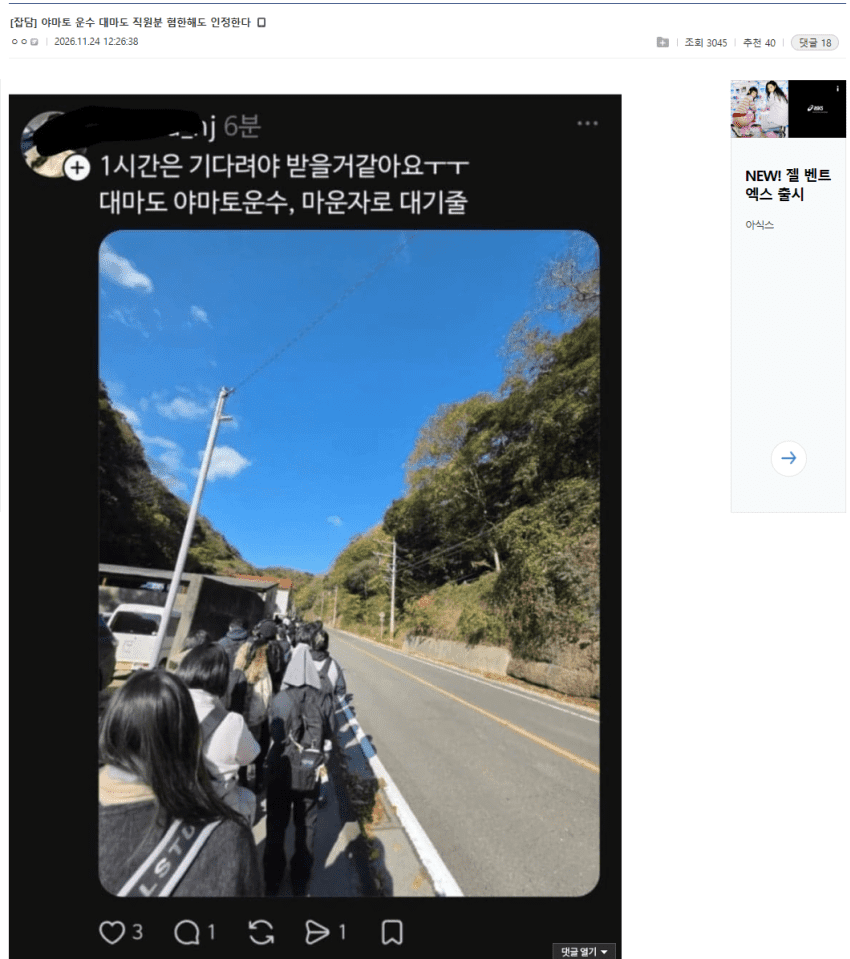 [잡담] 야마토 운수 대마도 직원분 혐한해도 인정한다
ㅇㅇ 2026.11.24 12:26:38
조회 3045 추천 40 댓글 18
6분
1시간은 기다려야 받을거같아요ㅜㅜ
대마도 야마토운수, 마운자로 대기줄
3 1 1
댓글 열기
NEW! 젤 벤트
엑스 출시
아식스